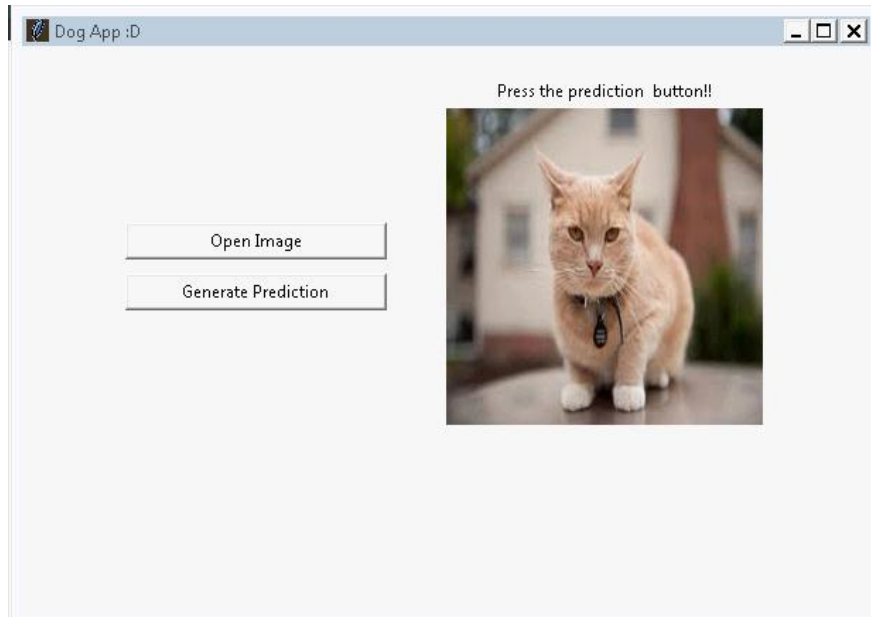 Dog App :D
Press the prediction  button!!
Open Image
Generate Prediction